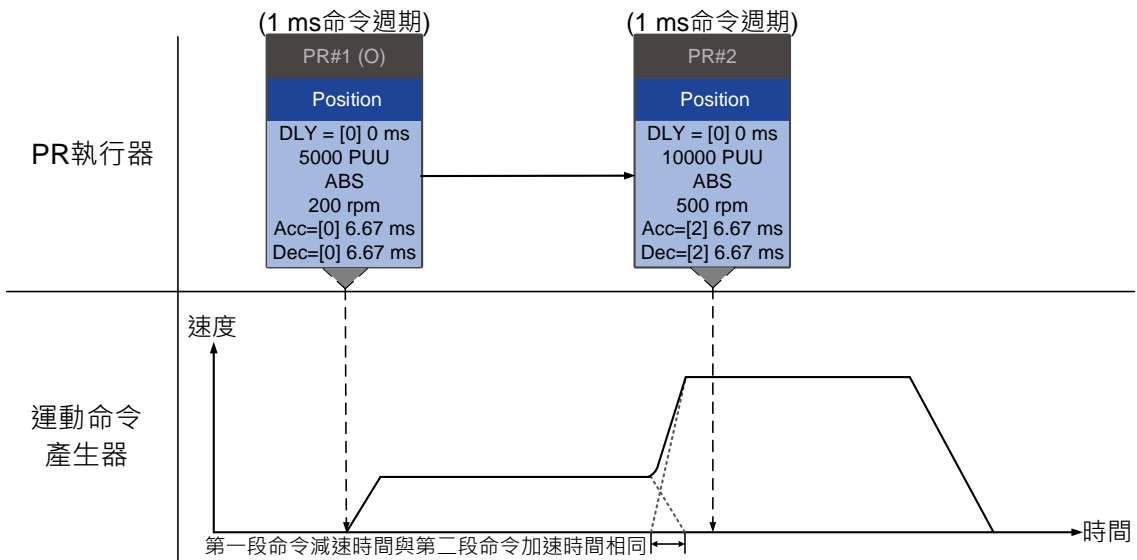 (1 ms命令週期)
(1 ms命令週期)
PR#1 (O)
Position
DLY = [0] 0 ms
5000 PUU
ABS
200 rpm
Acc=[0] 6.67 ms
Dec=[0] 6.67 ms
PR#2
Position
DLY = [0] 0 ms
10000 PUU
ABS
500 rpm
Acc=[2] 6.67 ms
Dec=[2] 6.67 ms
PR執行器
速度
運動命令
產生器
時間
第一段命令減速時間與第二段命令加速時間相同